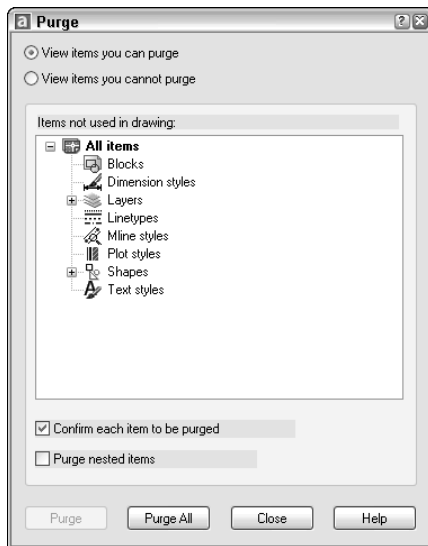 Purge
View items you can purge
View items you cannot purge
Items not used in drawing:
All items
Blocks
Dimension styles
Layers
Linetypes
Mline styles
Plot styles
Shapes
Text styles
Confirm each item to be purged
Purge nested items
Purge Purge All Close Help